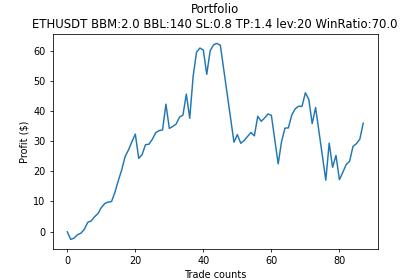 Portfolio
ETHUSDT BBM:2.0 BBL:140 SL:0.8 TP:1.4 lev:20 WinRatio:70.0
60
50
40
30
20
10
0
Profit ($)
0 20 40 60 80
Trade counts